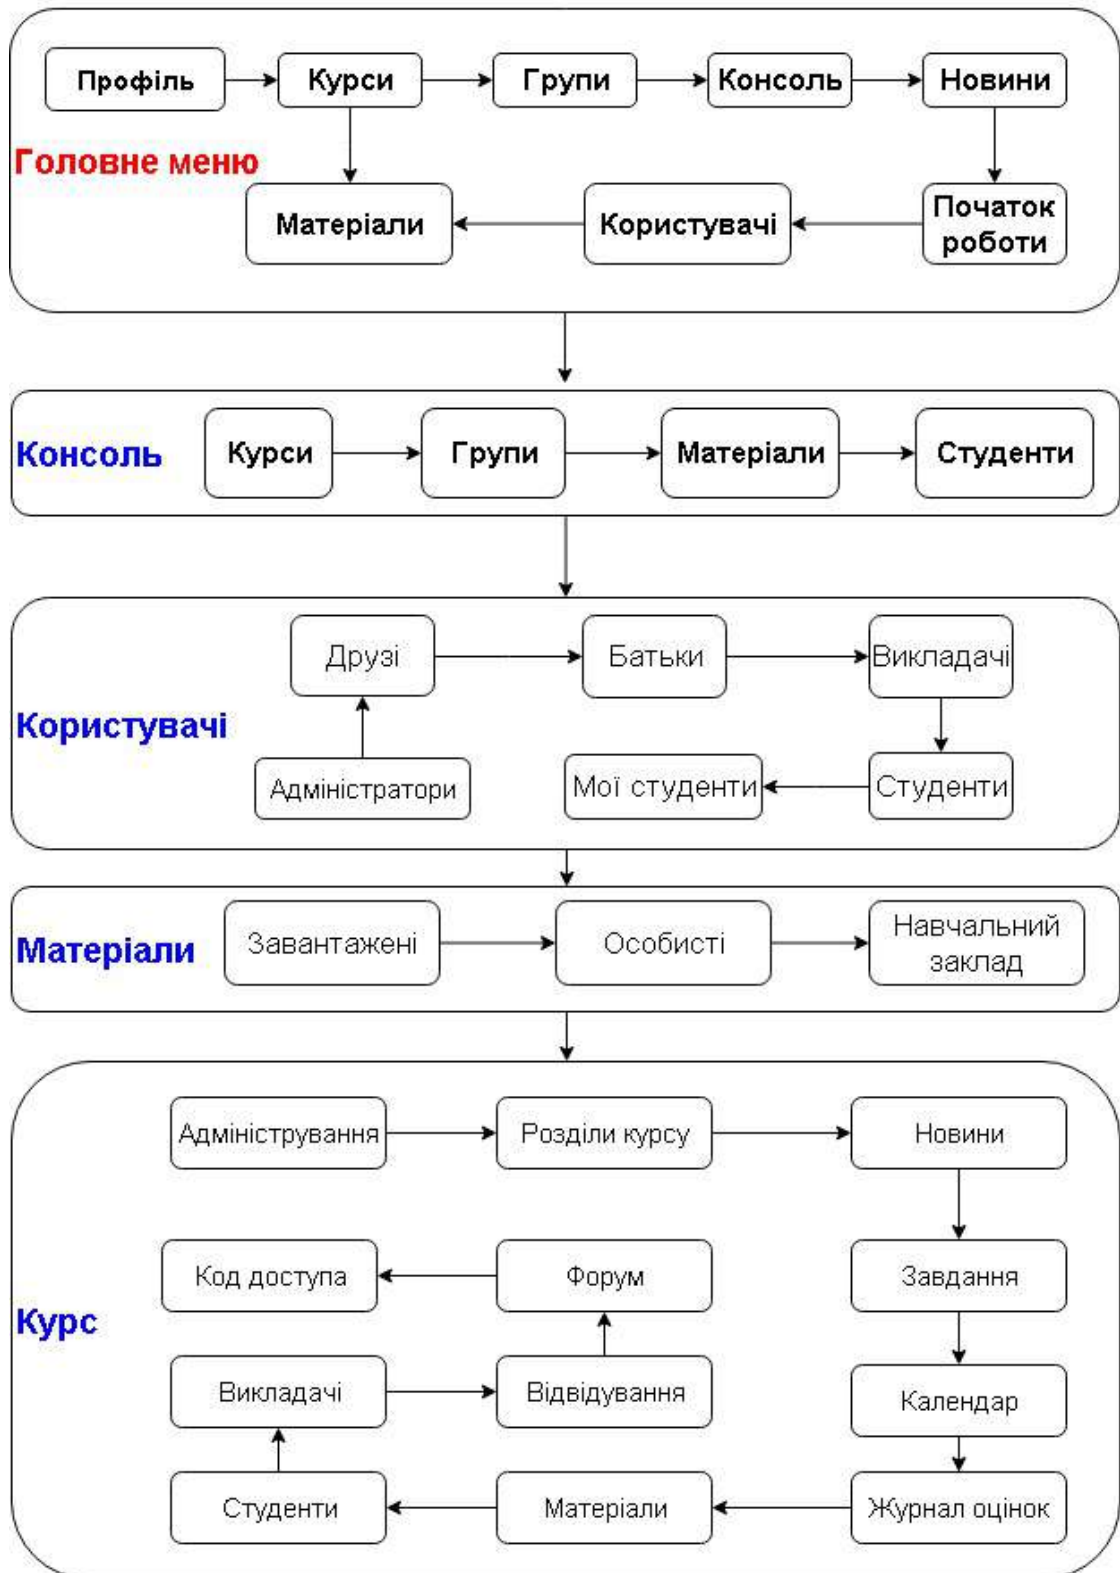 Профіль
Курси
Групи
Консоль
Новини
Головне меню
Матеріали
Користувачі
Початок
роботи
Консоль
Курси
Групи
Матеріали
Студенти
Друзі
Батьки
Викладачі
Користувачі
Адміністратори
Мої студенти
Студенти
Матеріали
Завантажені
Особисті
Навчальний
заклад
Адміністрування
Розділи курсу
Новини
Код доступа
Форум
Завдання
Курс
Викладачі
Відвідування
Календар
Студенти
Матеріали
Журнал оцінок